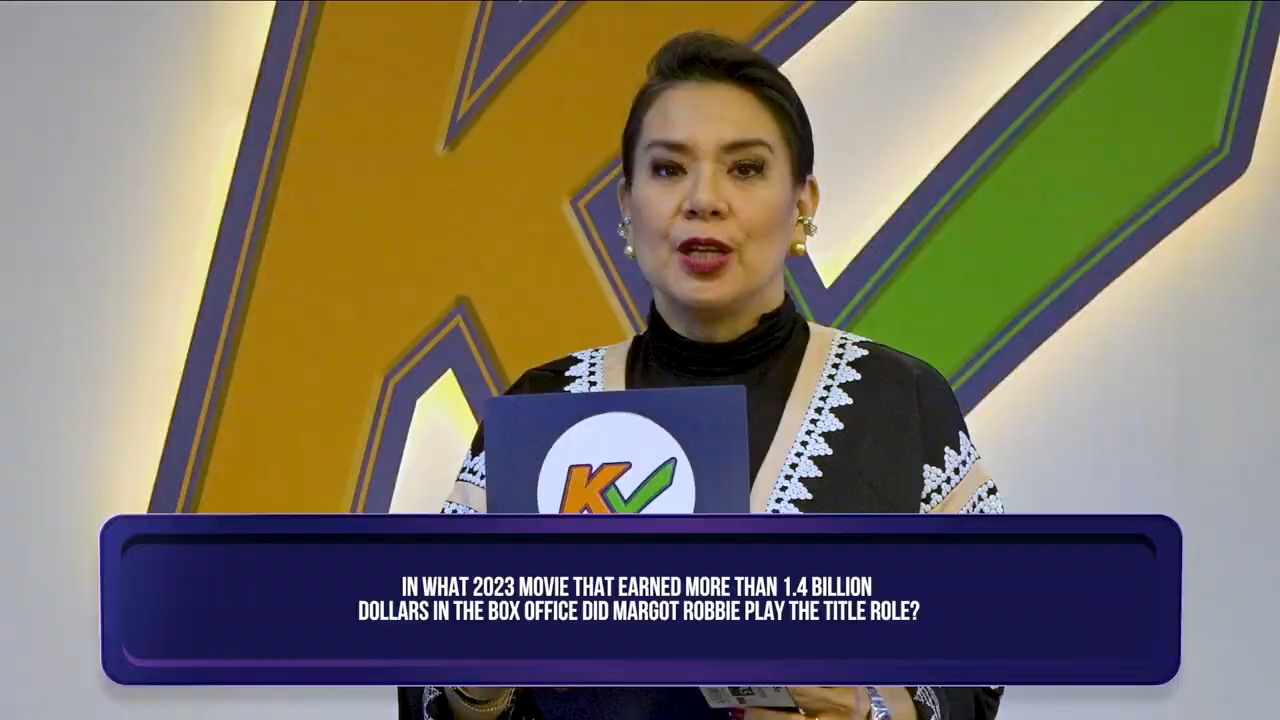 K
IN WHAT 2023 MOVIE THAT EARNED MORE THAN 1.4 BILLION
DOLLARS IN THE BOX OFFICE DID MARGOT ROBBIE PLAY THE TITLE ROLE?